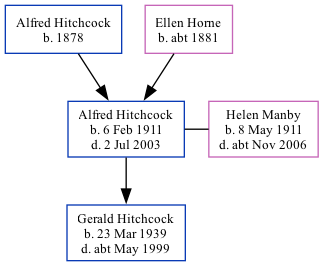 Alfred Hitchcock
b. 1878
Ellen Horne
b. abt 1881
Alfred Hitchcock
b. 6 Feb 1911
d. 2 Jul 2003
Helen Manby
b. 8 May 1911
d. abt Nov 2006
Gerald Hitchcock
b. 23 Mar 1939
d. abt May 1999